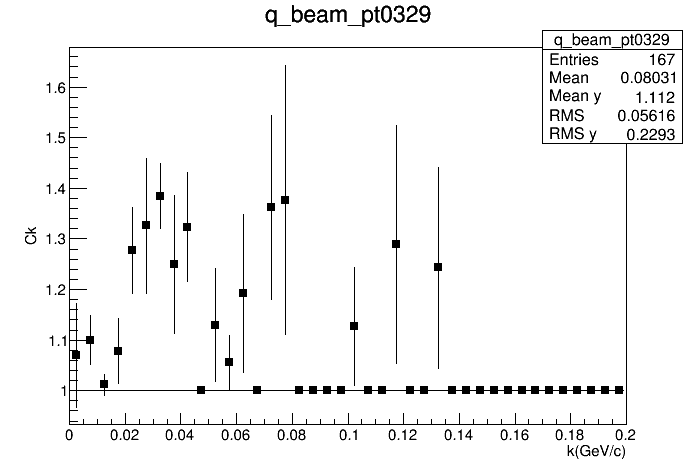 q_beam_pt0329
q_beam_pt0329
Entries 167
Mean 0.08031
Mean y 1.112
RMS 0.05616
RMS y 0.2293
Ck
1.6
1.5
1.4
1.3
1.2
1.1
1
0 0.02 0.04 0.06 0.08 0.1 0.12 0.14 0.16 0.18 0.2
k(GeV/c)